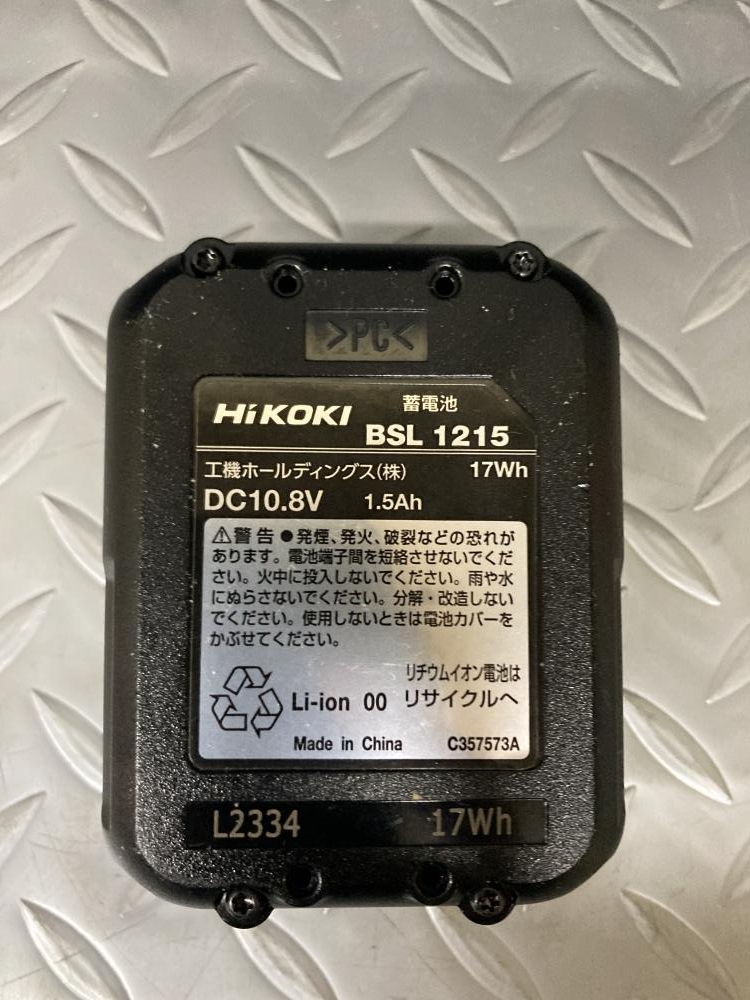 >PC<
HiKOKI 蓄電池
BSL 1215
工機ホールディングス(株) 17Wh
DC10.8V 1.5Ah
⚠警告 ●発煙、発火、破裂などの恐れが
あります。電池端子間を短絡させないでくだ
さい。火中に投入しないでください。雨や水
にぬらさないでください。分解・改造しない
でください。使用しないときは電池カバーを
かぶせてください。
リチウムイオン電池は
Li-ion 00 リサイクルへ
Made in China C357573A
L2334 17Wh